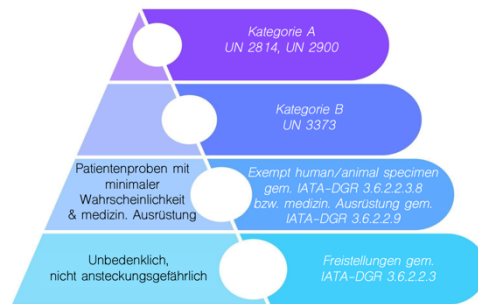 Kategorie A
UN 2814, UN 2900
Kategorie B
UN 3373
Patientenproben mit
minimaler
Wahrscheinlichkeit
& medizin. Ausrüstung
Exempt human/animal specimen
gem. IATA-DGR 3.6.2.2.3.8
bzw. medizin. Ausrüstung gem.
IATA-DGR 3.6.2.2.9
Unbedenklich,
nicht ansteckungsgefährlich
Freistellungen gem.
IATA-DGR 3.6.2.2.3